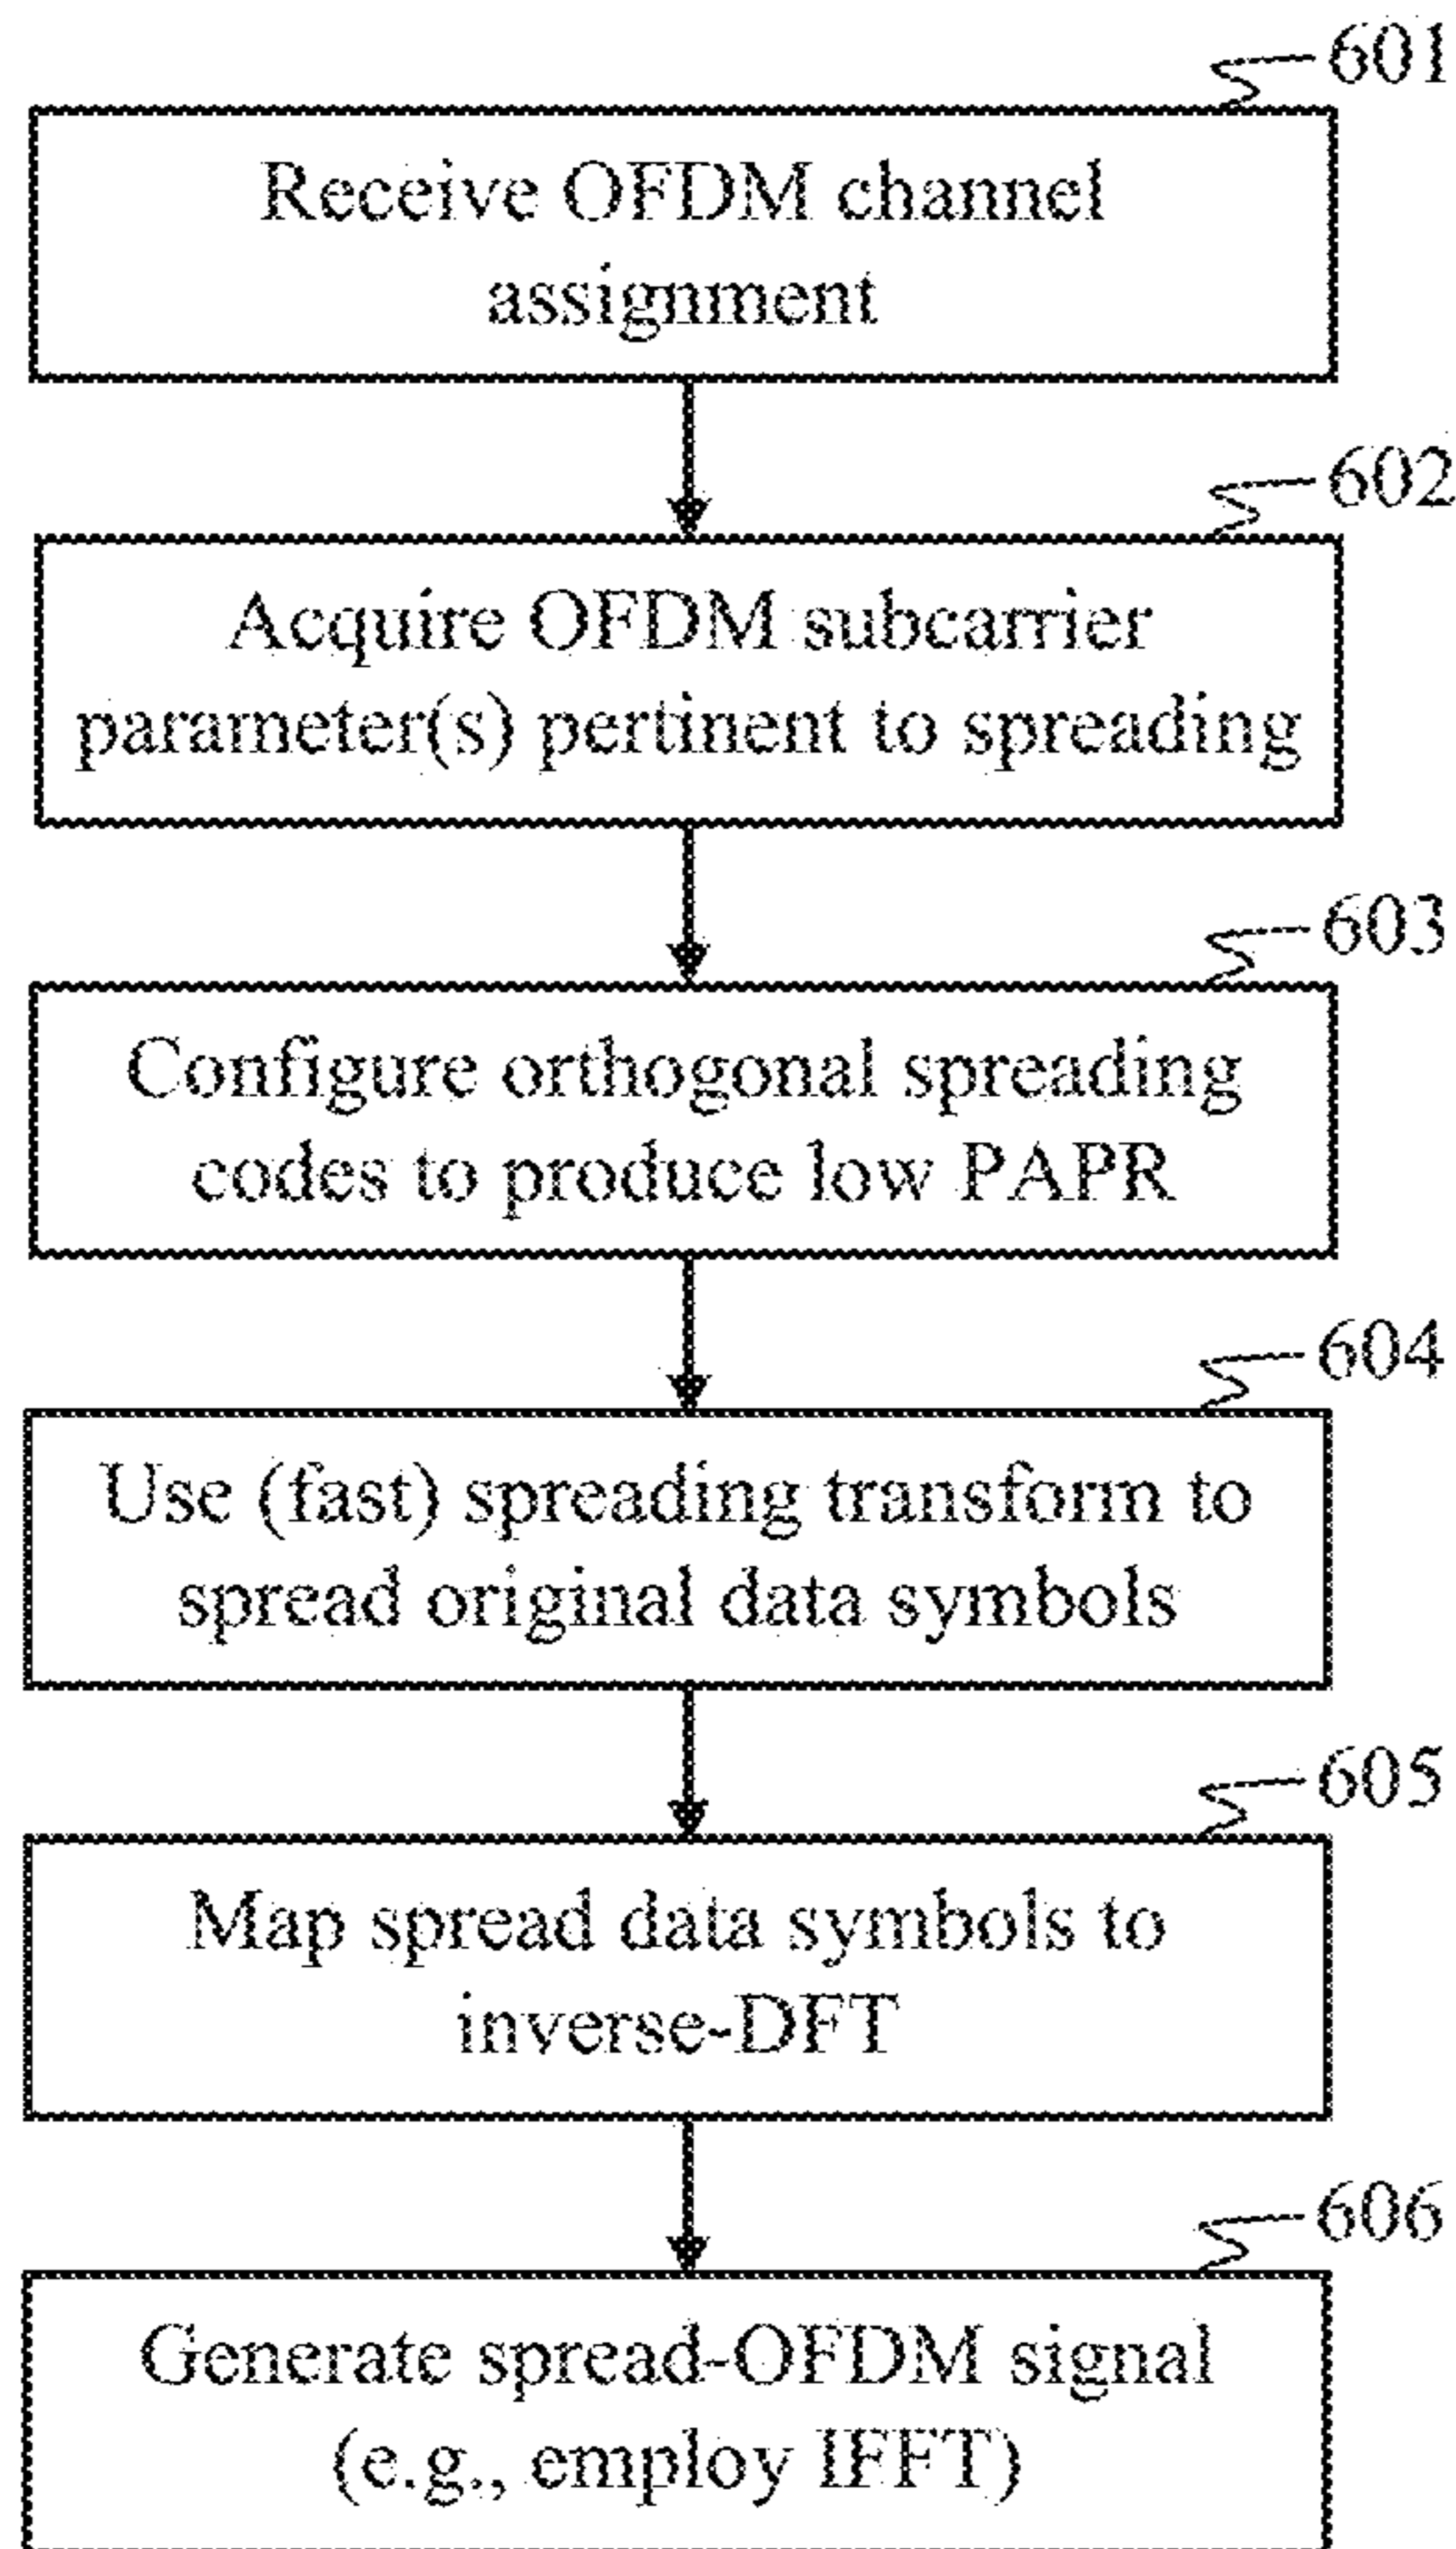 601
Receive OFDM channel
assignment
602
Acquire OFDM subcarrier
parameter(s) pertinent to spreading
603
Configure orthogonal spreading
codes to produce low PAPR
604
Use (fast) spreading transform to
spread original data symbols
605
Map spread data symbols to
inverse-DFT
606
Generate spread-OFDM signal
(e.g., employ IFFT)